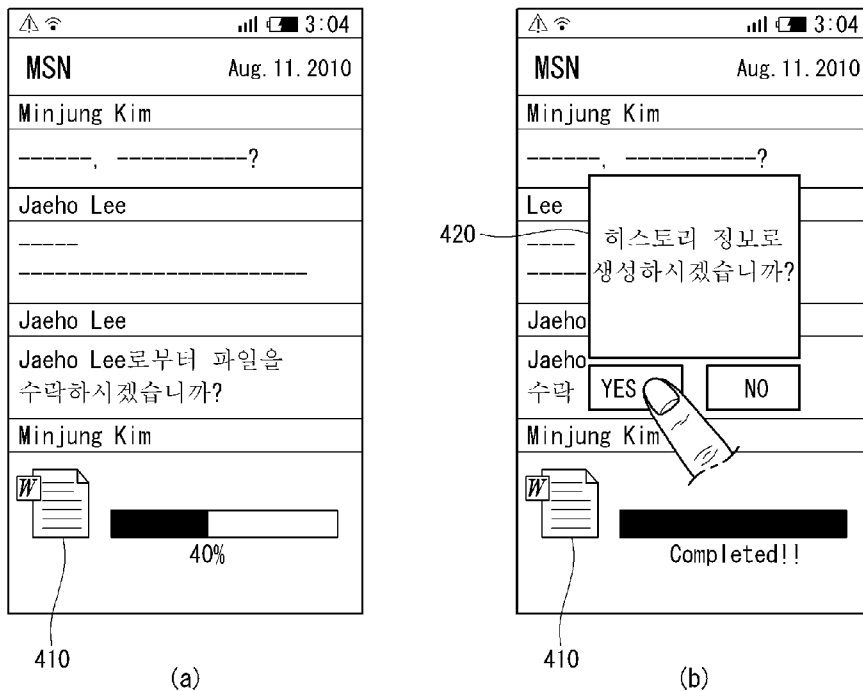 3:04
MSN Aug.11.2010
Minjung Kim
------, -----------?
Jaeho Lee
-----
------------------------
Jaeho Lee
Jaeho Lee로부터 파일을
수락하시겠습니까?
Minjung Kim
W
40%
410
(a)
3:04
MSN Aug.11.2010
Minjung Kim
------, -----------?
Lee
420
----
-----
히스토리 정보로
생성하시겠습니까?
Jaeho
Jaeho
수락
YES NO
Minjung Kim
W
Completed!!
410
(b)